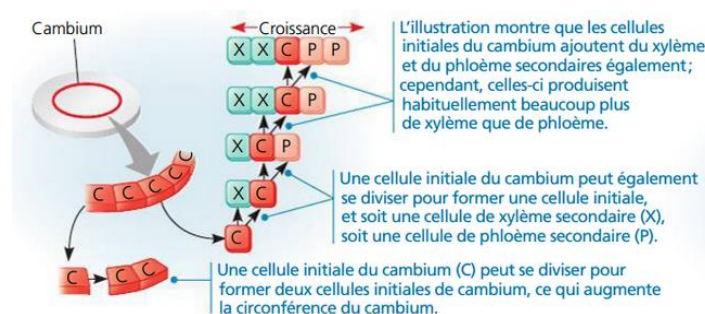 Cambium
Croissance
X X C P P
X X C P
X C P
X C
C
C C C C C
C C C
L'illustration montre que les cellules
initiales du cambium ajoutent du xylème
et du phloème secondaires également;
cependant, celles-ci produisent
habituellement beaucoup plus
de xylème que de phloème.
Une cellule initiale du cambium peut également
se diviser pour former une cellule initiale,
et soit une cellule de xylème secondaire (X),
soit une cellule de phloème secondaire (P).
Une cellule initiale du cambium (C) peut se diviser pour
former deux cellules initiales de cambium, ce qui augmente
la circonférence du cambium.